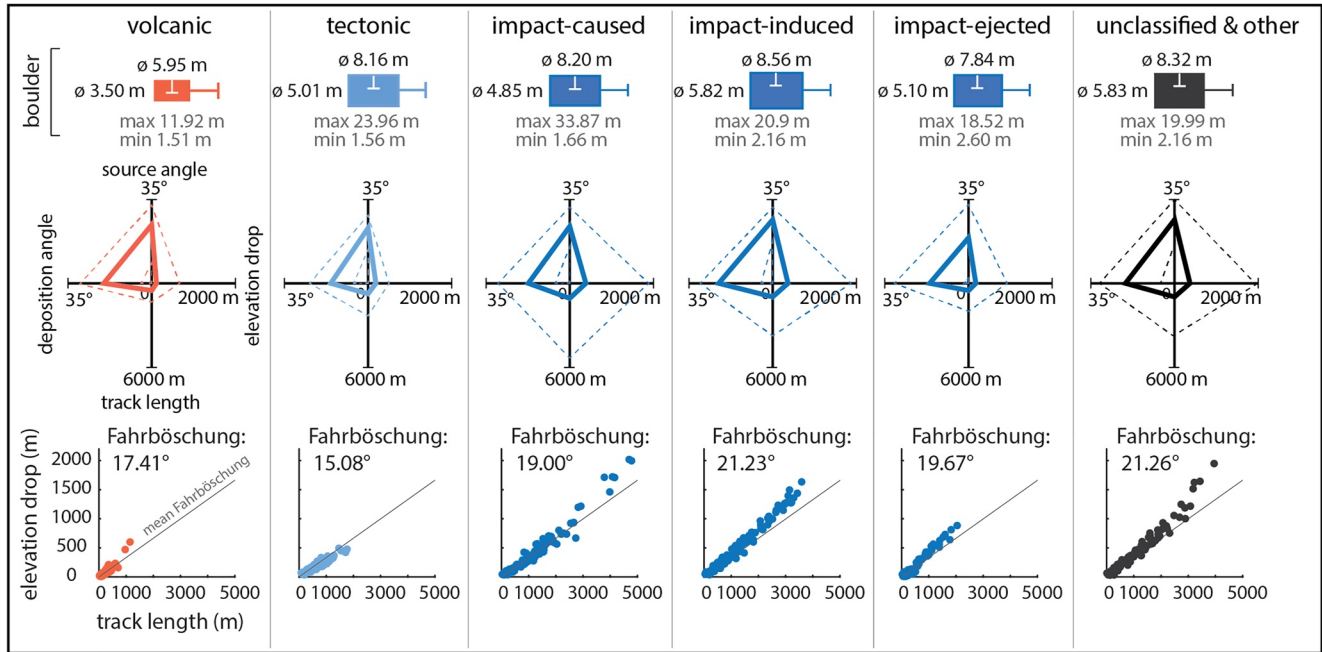 volcanic
tectonic
impact-caused
impact-induced
impact-ejected
unclassified & other
boulder
ø 5.95 m
ø 3.50 m
max 11.92 m
min 1.51 m
ø 8.16 m
ø 5.01 m
max 23.96 m
min 1.56 m
ø 8.20 m
ø 4.85 m
max 33.87 m
min 1.66 m
ø 8.56 m
ø 5.82 m
max 20.9 m
min 2.16 m
ø 7.84 m
ø 5.10 m
max 18.52 m
min 2.60 m
ø 8.32 m
ø 5.83 m
max 19.99 m
min 2.16 m
source angle
35°
deposition angle
elevation drop
35°
0
2000 m
6000 m
track length
35°
35°
0
2000 m
6000 m
35°
35°
0
2000 m
6000 m
35°
35°
0
2000 m
6000 m
35°
35°
0
2000 m
6000 m
35°
35°
0
2000 m
6000 m
elevation drop (m)
Fahrböschung:
17.41°
mean Fahrböschung
2000
1500
1000
500
0
0 1000 3000 5000
track length (m)
Fahrböschung:
15.08°
0 1000 3000 5000
Fahrböschung:
19.00°
0 1000 3000 5000
Fahrböschung:
21.23°
0 1000 3000 5000
Fahrböschung:
19.67°
0 1000 3000 5000
Fahrböschung:
21.26°
0 1000 3000 5000